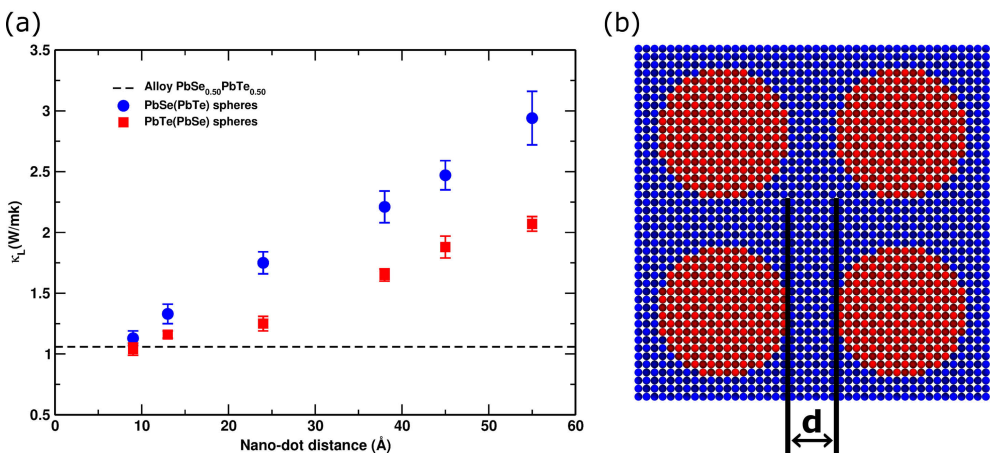 (a)
(b)
3.5
3
2.5
2
1.5
1
0.5
κL(W/mk)
Alloy PbSe0.50PbTe0.50
PbSe(PbTe) spheres
PbTe(PbSe) spheres
0 10 20 30 40 50 60
Nano-dot distance (Å)
d